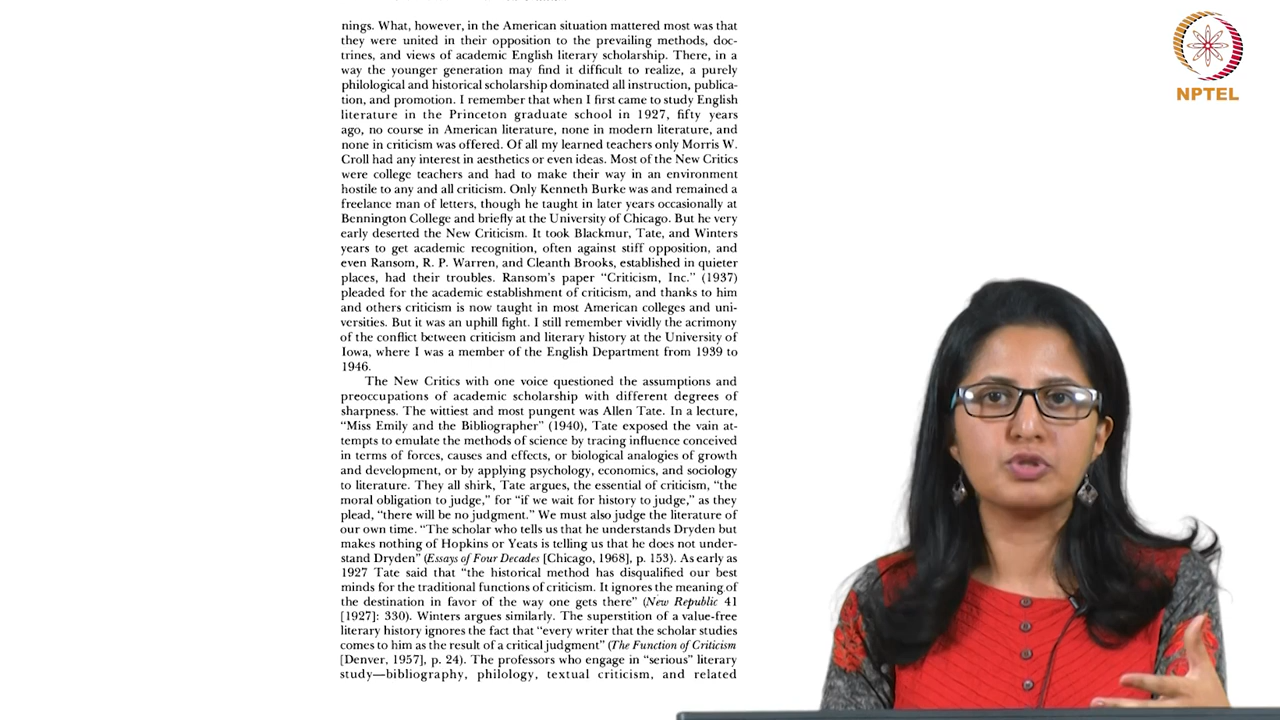 nings. What, however, in the American situation mattered most was that
they were united in their opposition to the prevailing methods, doc-
trines, and views of academic English literary scholarship. There, in a
way the younger generation may find it difficult to realize, a purely
philological and historical scholarship dominated all instruction, publica-
tion, and promotion. I remember that when I first came to study English
literature in the Princeton graduate school in 1927, fifty years
ago, no course in American literature, none in modern literature, and
none in criticism was offered. Of all my learned teachers only Morris W.
Croll had any interest in aesthetics or even ideas. Most of the New Critics
were college teachers and had to make their way in an environment
hostile to any and all criticism. Only Kenneth Burke was and remained a
freelance man of letters, though he taught in later years occasionally at
Bennington College and briefly at the University of Chicago. But he very
early deserted the New Criticism. It took Blackmur, Tate, and Winters
years to get academic recognition, often against stiff opposition, and
even Ransom, R. P. Warren, and Cleanth Brooks, established in quieter
places, had their troubles. Ransom's paper "Criticism, Inc." (1937)
pleaded for the academic establishment of criticism, and thanks to him
and others criticism is now taught in most American colleges and uni-
versities. But it was an uphill fight. I still remember vividly the acrimony
of the conflict between criticism and literary history at the University of
Iowa, where I was a member of the English Department from 1939 to
1946.
The New Critics with one voice questioned the assumptions and
preoccupations of academic scholarship with different degrees of
sharpness. The wittiest and most pungent was Allen Tate. In a lecture,
"Miss Emily and the Bibliographer" (1940), Tate exposed the vain at-
tempts to emulate the methods of science by tracing influence conceived
in terms of forces, causes and effects, or biological analogies of growth
and development, or by applying psychology, economics, and sociology
to literature. They all shirk, Tate argues, the essential of criticism, "the
moral obligation to judge," for "if we wait for history to judge," as they
plead, "there will be no judgment." We must also judge the literature of
our own time. "The scholar who tells us that he understands Dryden but
makes nothing of Hopkins or Yeats is telling us that he does not under-
stand Dryden" (Essays of Four Decades [Chicago, 1968], p. 153). As early as
1927 Tate said that "the historical method has disqualified our best
minds for the traditional functions of criticism. It ignores the meaning of
the destination in favor of the way one gets there" (New Republic 41
[1927]: 330). Winters argues similarly. The superstition of a value-free
literary history ignores the fact that "every writer that the scholar studies
comes to him as the result of a critical judgment" (The Function of Criticism
[Denver, 1957], p. 24). The professors who engage in "serious" literary
study—bibliography, philology, textual criticism, and related
NPTEL